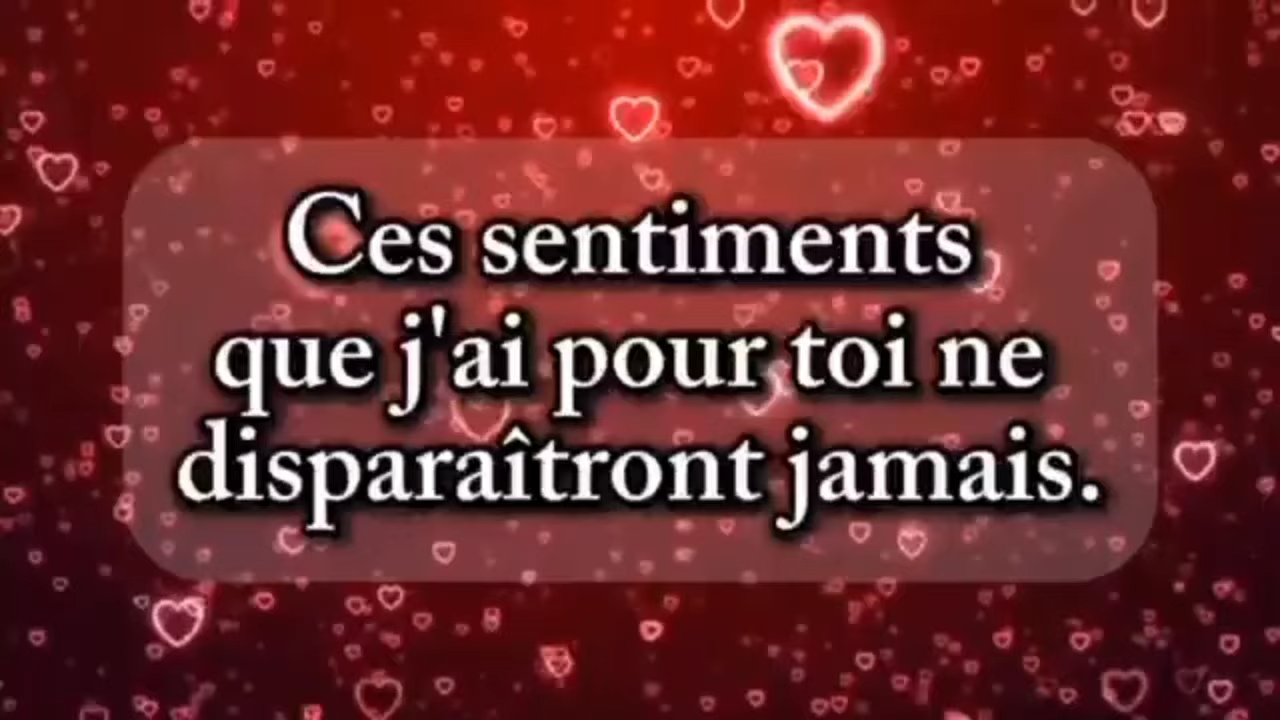 Ces sentiments
que j'ai pour toi ne
disparaîtront jamais.